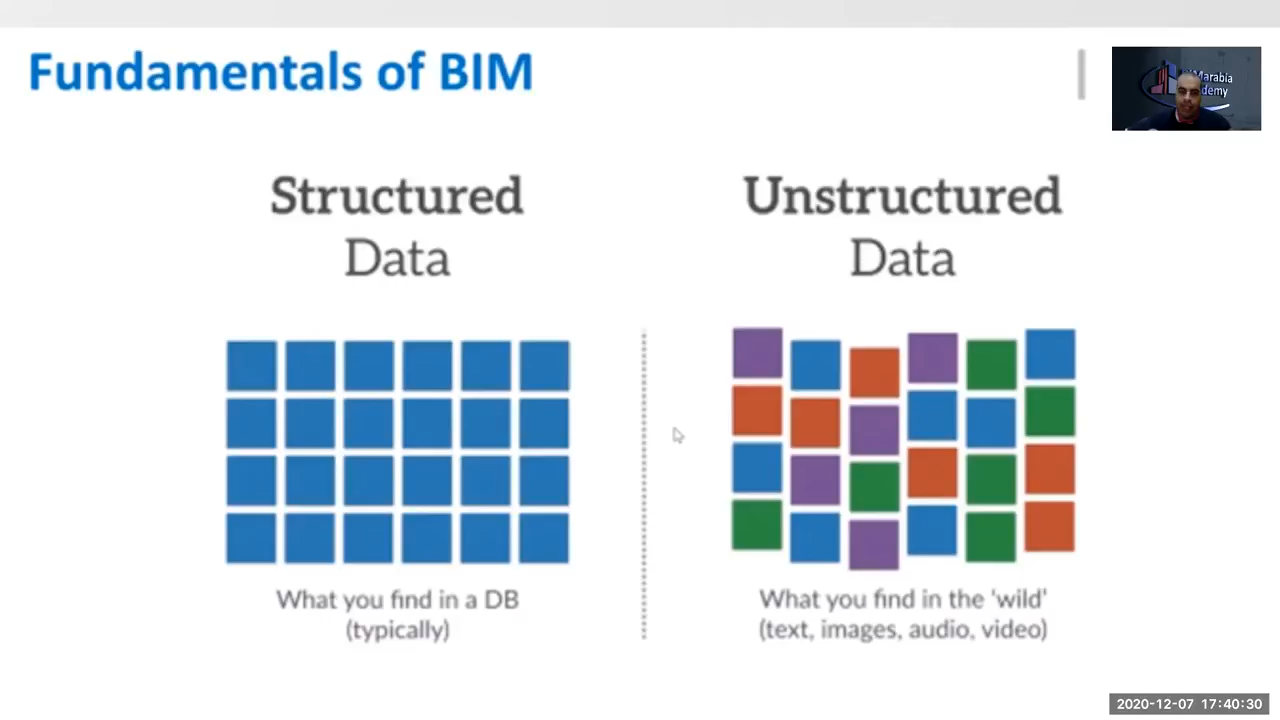 Fundamentals of BIM
Structured
Data
Unstructured
Data
What you find in a DB
(typically)
What you find in the 'wild'
(text, images, audio, video)
2020-12-07 17:40:30